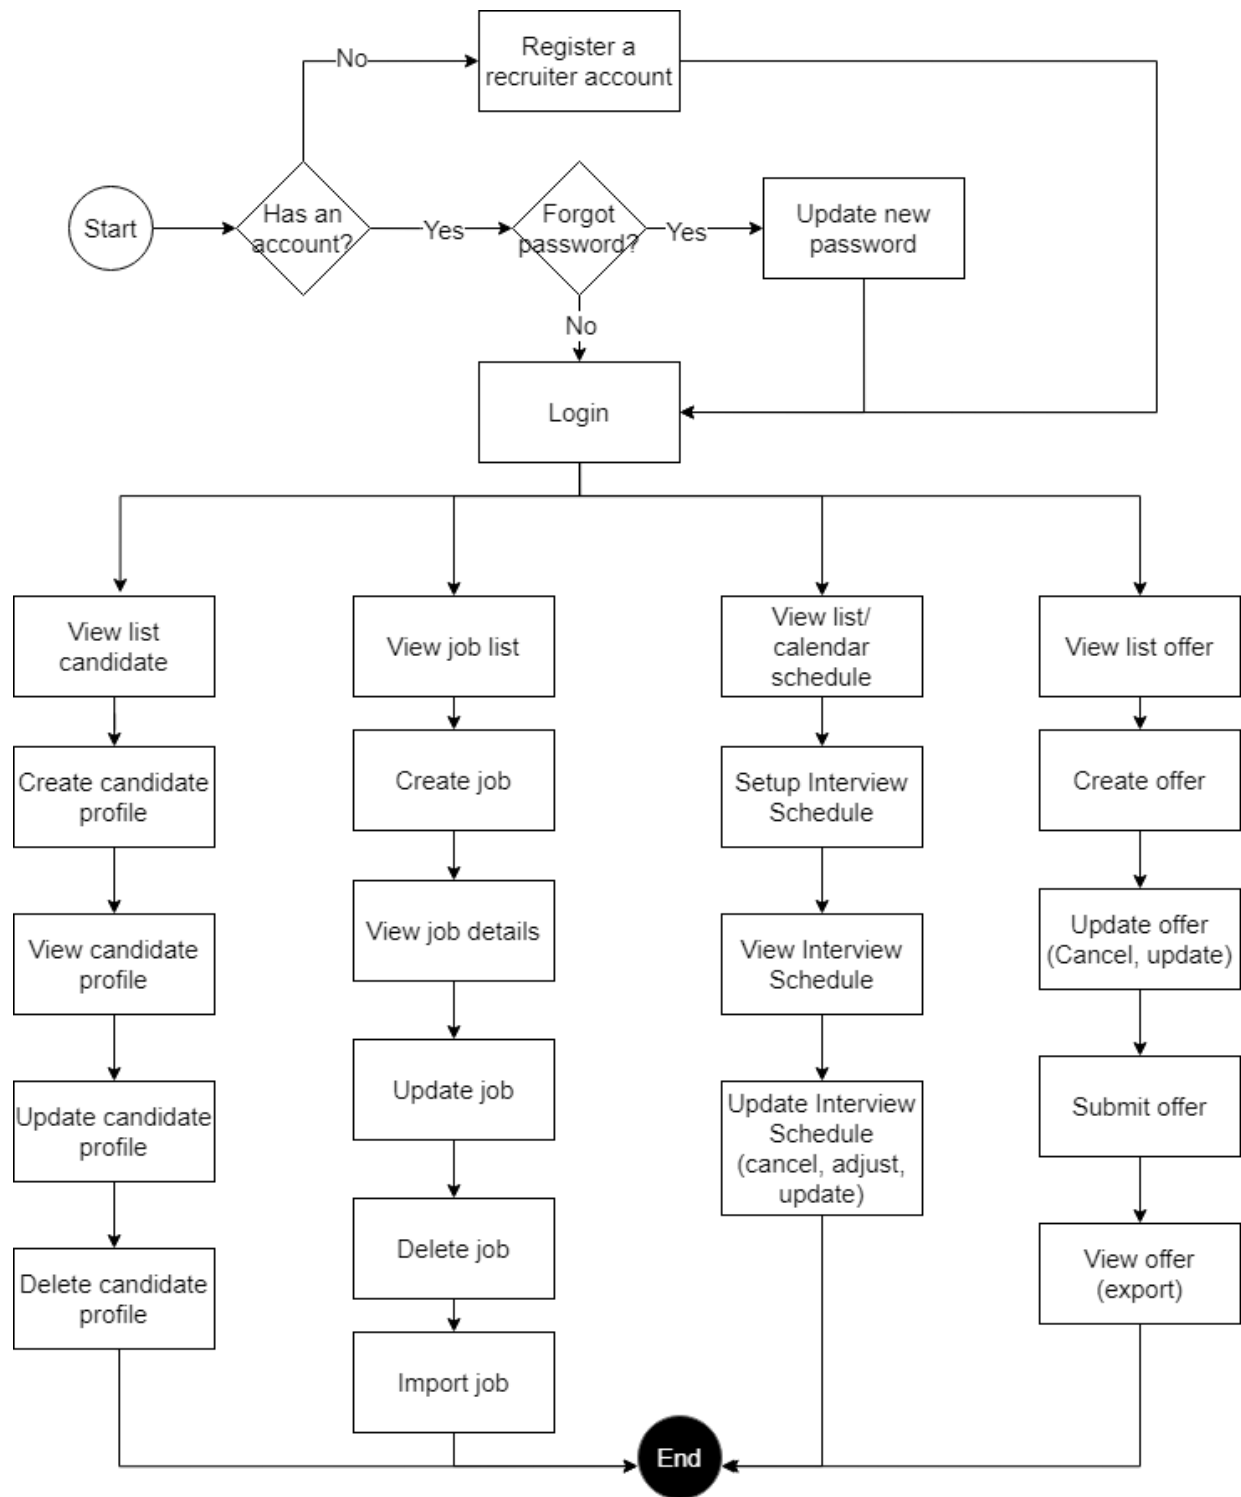 No
Register a
recruiter account
Start
Has an
account?
Yes
Forgot
password?
Yes
Update new
password
No
Login
View list
candidate
Create candidate
profile
View candidate
profile
Update candidate
profile
Delete candidate
profile
View job list
Create job
View job details
Update job
Delete job
Import job
View list/
calendar
schedule
Setup Interview
Schedule
View Interview
Schedule
Update Interview
Schedule
(cancel, adjust,
update)
View list offer
Create offer
Update offer
(Cancel, update)
Submit offer
View offer
(export)
End